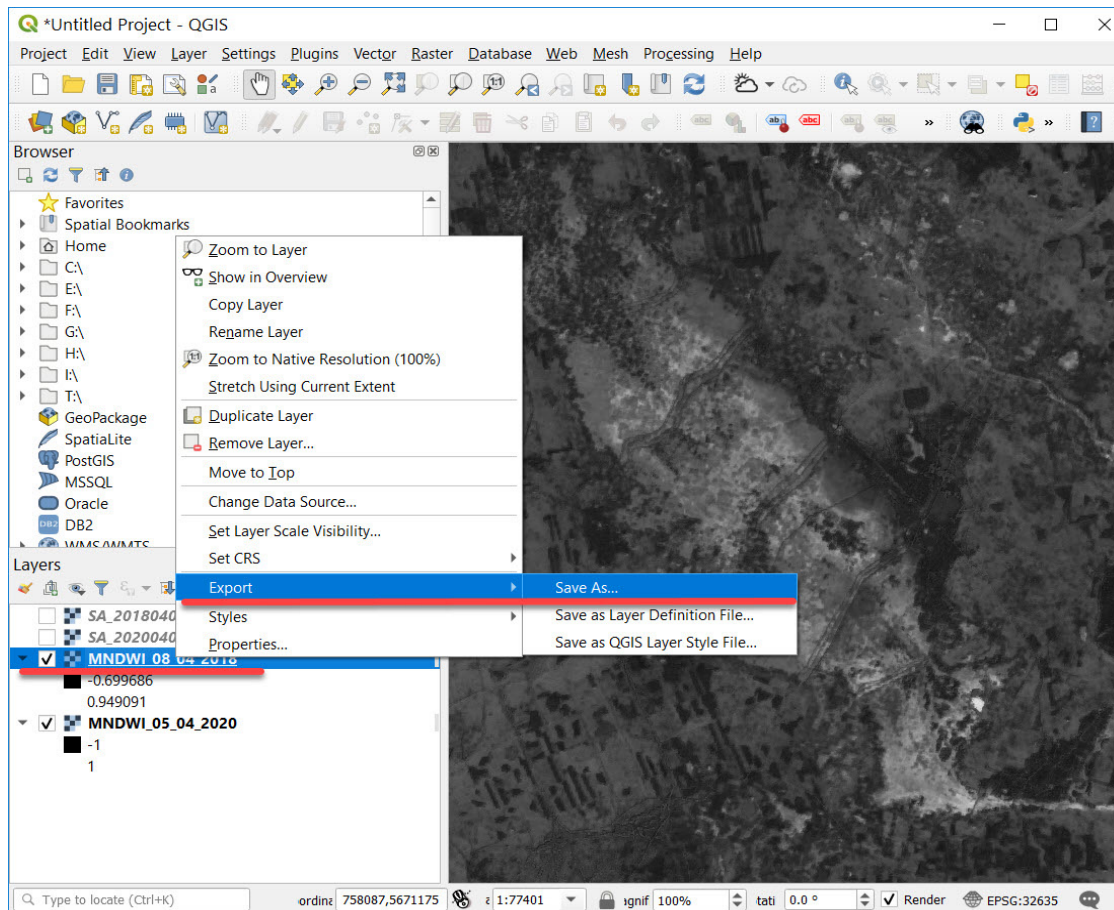 *Untitled Project - QGIS
Project Edit View Layer Settings Plugins Vector Raster Database Web Mesh Processing Help
Browser
Favorites
Spatial Bookmarks
Home
C:\
E:\
F:\
G:\
H:\
I:\
T:\
GeoPackage
SpatiaLite
PostGIS
MSSQL
Oracle
DB2
WMS/WMTS
Zoom to Layer
Show in Overview
Copy Layer
Rename Layer
Zoom to Native Resolution (100%)
Stretch Using Current Extent
Duplicate Layer
Remove Layer...
Move to Top
Change Data Source...
Set Layer Scale Visibility...
Set CRS
Export
Styles
Properties...
Save As...
Save as Layer Definition File...
Save as QGIS Layer Style File...
Layers
SA_2018040
SA_2020040
MNDWI_08_04_2018
-0.699686
0.949091
MNDWI_05_04_2020
-1
1
Type to locate (Ctrl+K) ordina 758087,5671175 1:77401 ignif 100% tati 0.0 ° Render EPSG:32635